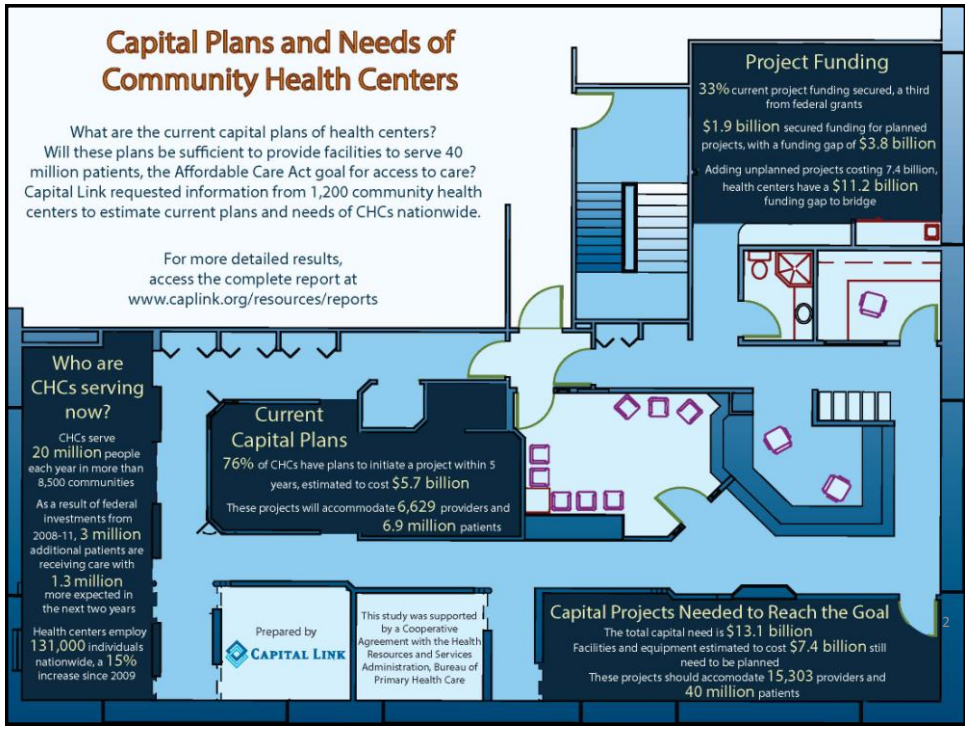 Capital Plans and Needs of
Community Health Centers
What are the current capital plans of health centers?
Will these plans be sufficient to provide facilities to serve 40
million patients, the Affordable Care Act goal for access to care?
Capital Link requested information from 1,200 community health
centers to estimate current plans and needs of CHCs nationwide.
For more detailed results,
access the complete report at
www.caplink.org/resources/reports
Project Funding
33% current project funding secured, a third
from federal grants
$1.9 billion secured funding for planned
projects, with a funding gap of $3.8 billion
Adding unplanned projects costing 7.4 billion,
health centers have a $11.2 billion
funding gap to bridge
Who are
CHCs serving
now?
CHCs serve
20 million people
each year in more than
8,500 communities
As a result of federal
investments from
2008-11, 3 million
additional patients are
receiving care with
1.3 million
more expected in
the next two years
Health centers employ
131,000 individuals
nationwide, a 15%
increase since 2009
Current
Capital Plans
76% of CHCs have plans to initiate a project within 5
years, estimated to cost $5.7 billion
These projects will accommodate 6,629 providers and
6.9 million patients
Prepared by
CAPITAL LINK
This study was supported
by a Cooperative
Agreement with the Health
Resources and Services
Administration, Bureau of
Primary Health Care
Capital Projects Needed to Reach the Goal
The total capital need is $13.1 billion
Facilities and equipment estimated to cost $7.4 billion still
need to be planned
These projects should accomodate 15,303 providers and
40 million patients
2